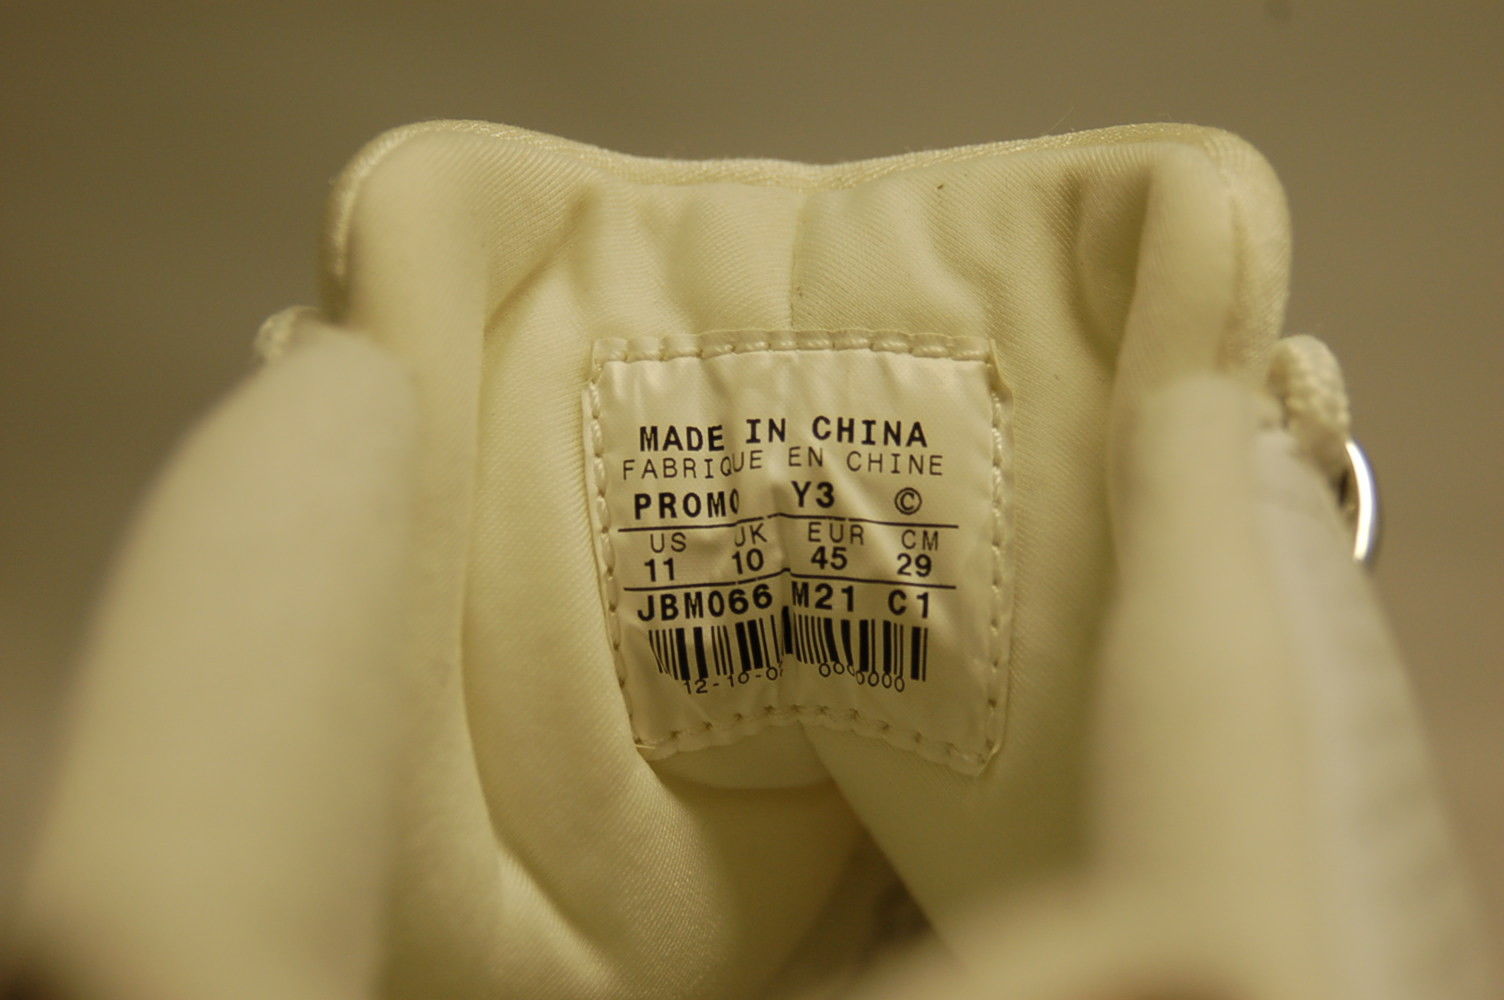 MADE IN CHINA
FABRIQUE EN CHINE
PROMO Y3 ©
US UK EUR CM
11 10 45 29
JBM066 M21 C1
0000000